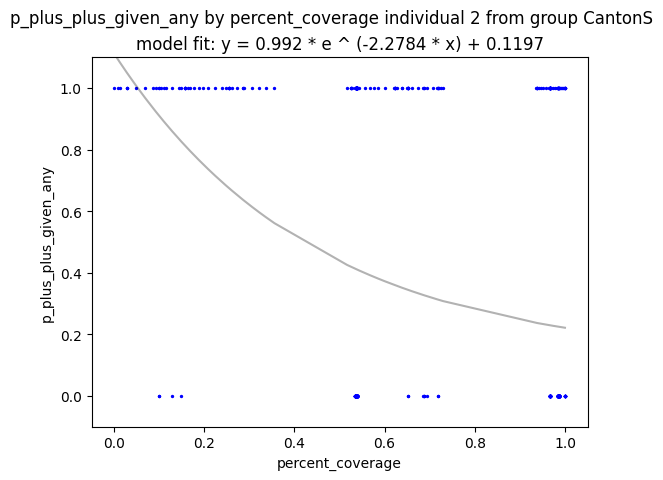 p_plus_plus_given_any by percent_coverage individual 2 from group CantonS
model fit: y = 0.992 * e ^ (-2.2784 * x) + 0.1197
1.0
0.8
0.6
0.4
0.2
0.0
p_plus_plus_given_any
0.0 0.2 0.4 0.6 0.8 1.0
percent_coverage